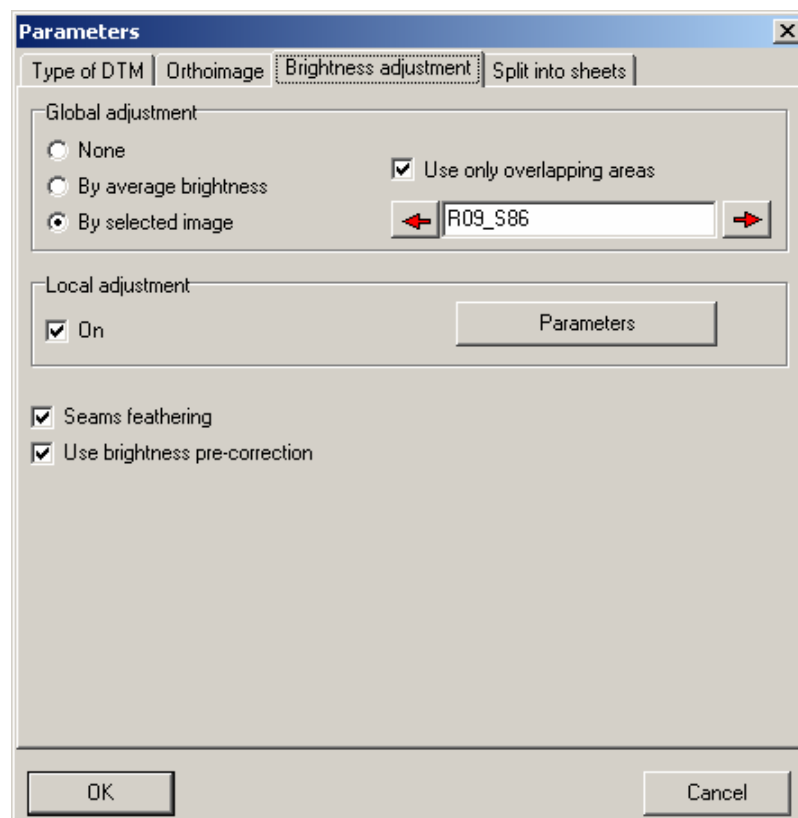 Parameters
Type of DTM Orthoimage Brightness adjustment Split into sheets
Global adjustment
None
By average brightness
By selected image
Use only overlapping areas
R09_S86
Local adjustment
On
Parameters
Seams feathering
Use brightness pre-correction
OK Cancel